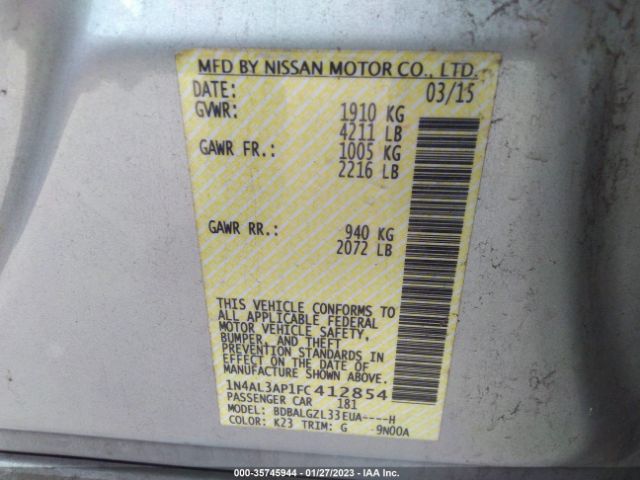 MFD BY NISSAN MOTOR CO., LTD.
DATE: 03/15
GVWR: 1910 KG
4211 LB
GAWR FR.: 1005 KG
2216 LB
GAWR RR.: 940 KG
2072 LB
THIS VEHICLE CONFORMS TO
ALL APPLICABLE FEDERAL
MOTOR VEHICLE SAFETY,
BUMPER, AND THEFT
PREVENTION STANDARDS IN
EFFECT ON THE DATE OF
MANUFACTURE SHOWN ABOVE.
1N4AL3AP1FC412854
PASSENGER CAR 181
MODEL: BDBALGZL33EUA----H
COLOR: K23 TRIM: G 9N00A
000-35745944 - 01/27/2023 - IAA Inc.